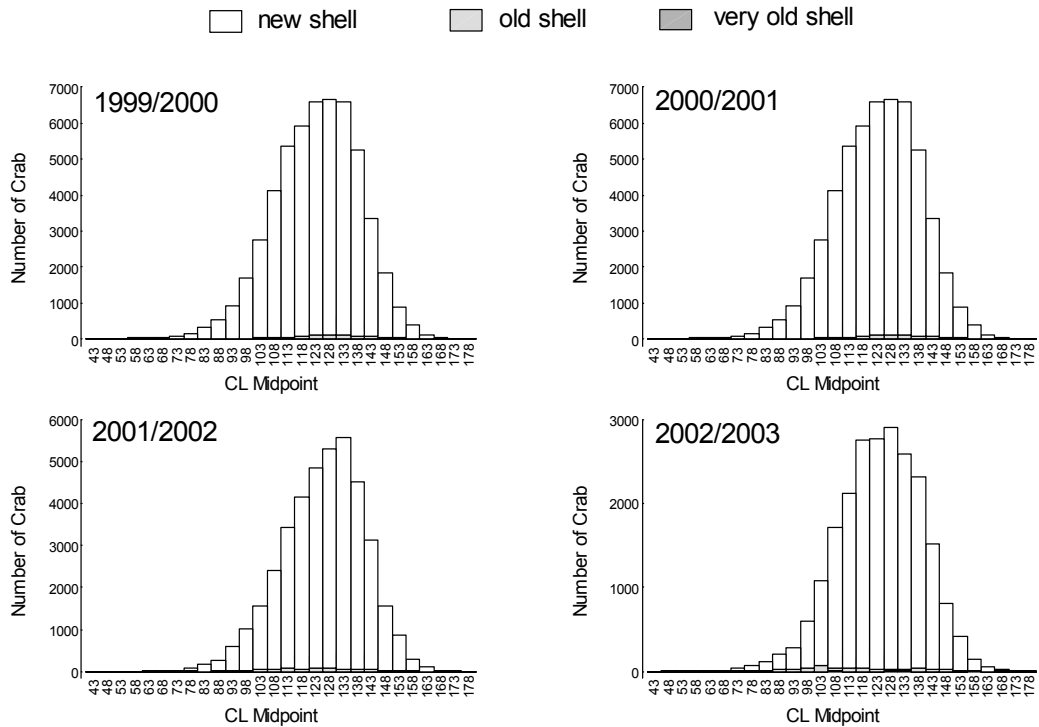 new shell old shell very old shell
1999/2000
Number of Crab
7000
6000
5000
4000
3000
2000
1000
0
43 48 53 58 63 68 73 78 83 88 93 98 103 108 113 118 123 128 133 138 143 148 153 158 163 168 173 178
CL Midpoint
2000/2001
Number of Crab
7000
6000
5000
4000
3000
2000
1000
0
43 48 53 58 63 68 73 78 83 88 93 98 103 108 113 118 123 128 133 138 143 148 153 158 163 168 173 178
CL Midpoint
2001/2002
Number of Crab
6000
5000
4000
3000
2000
1000
0
43 48 53 58 63 68 73 78 83 88 93 98 103 108 113 118 123 128 133 138 143 148 153 158 163 168 173 178
CL Midpoint
2002/2003
Number of Crab
3000
2000
1000
0
43 48 53 58 63 68 73 78 83 88 93 98 103 108 113 118 123 128 133 138 143 148 153 158 163 168 173 178
CL Midpoint